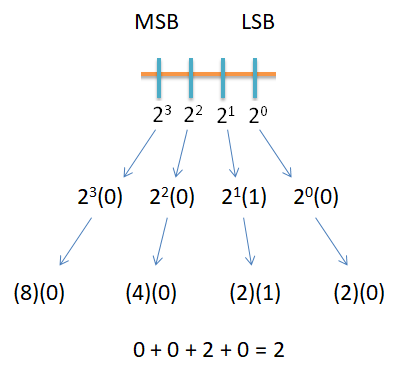 MSB LSB
2³ 2² 2¹ 2⁰
2³(0) 2²(0) 2¹(1) 2⁰(0)
(8)(0) (4)(0) (2)(1) (2)(0)
0 + 0 + 2 + 0 = 2